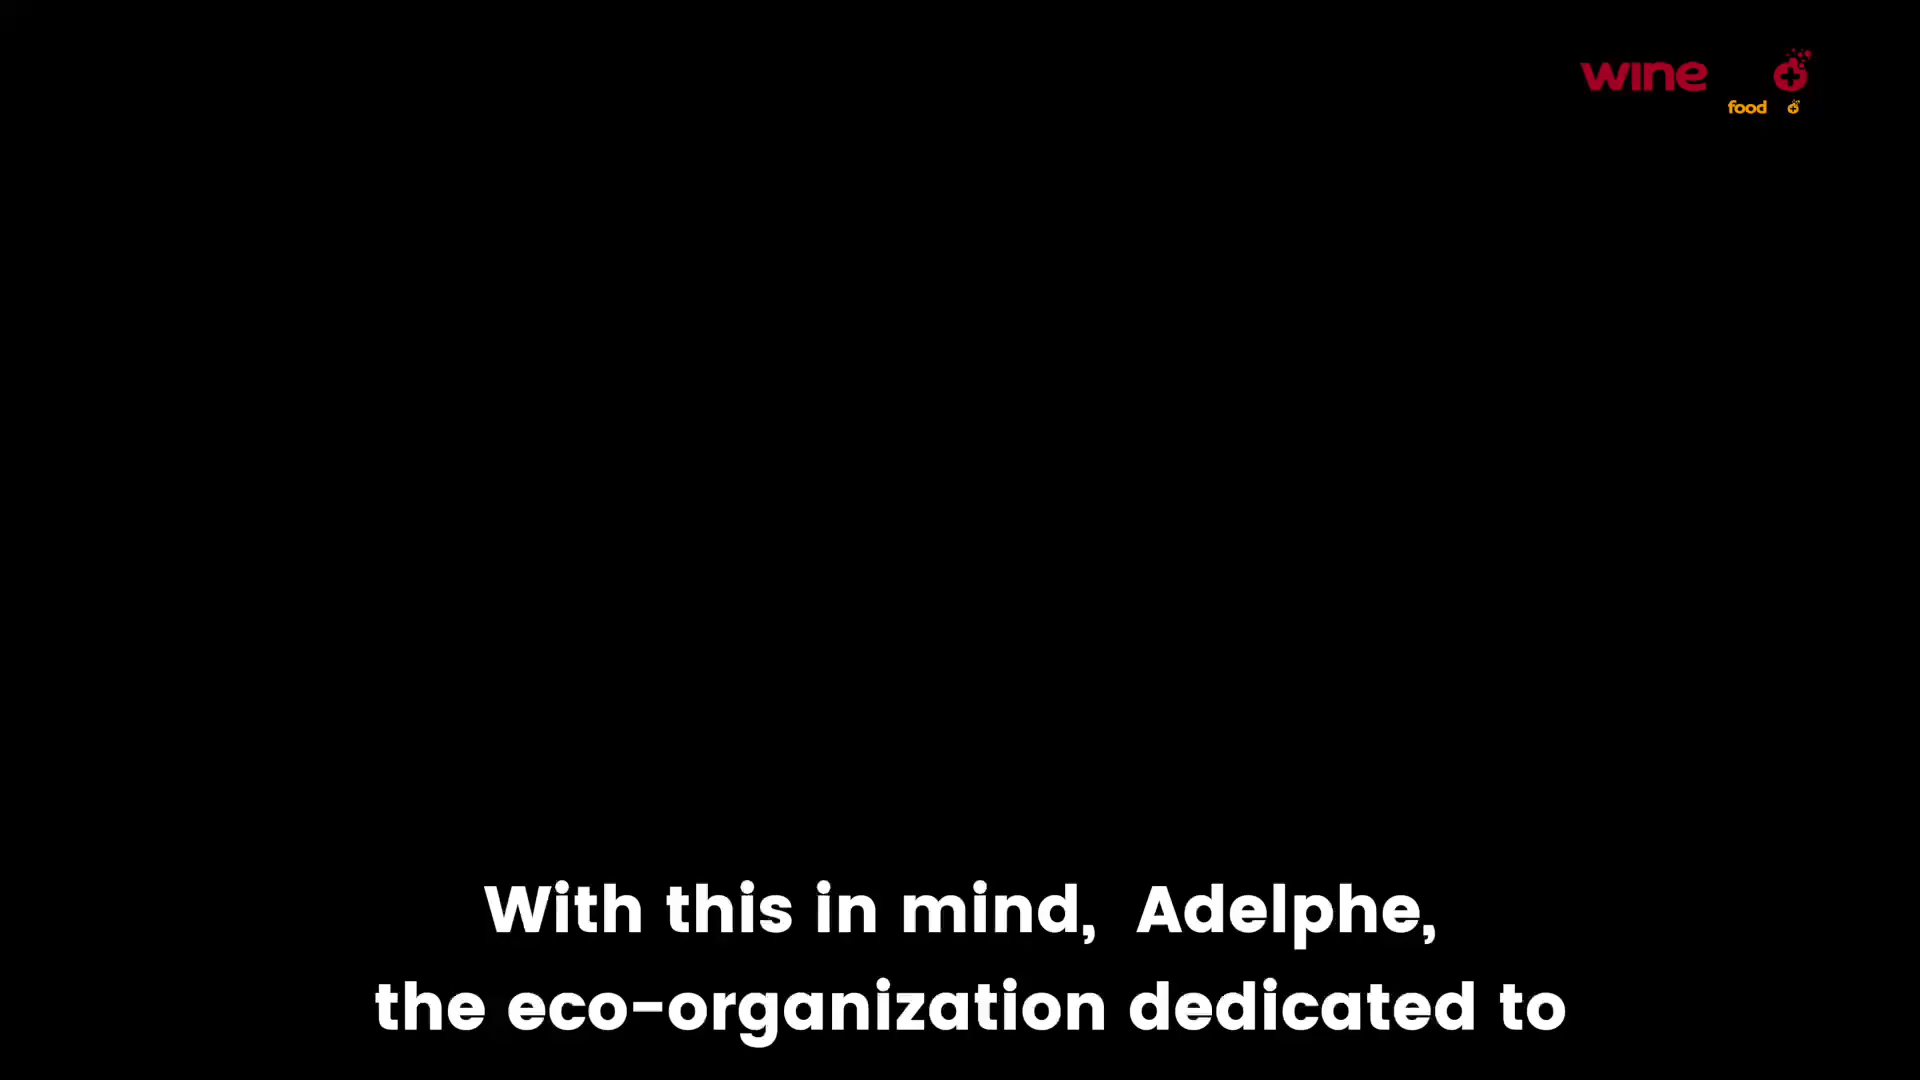 wine
food
With this in mind, Adelphe,
the eco-organization dedicated to